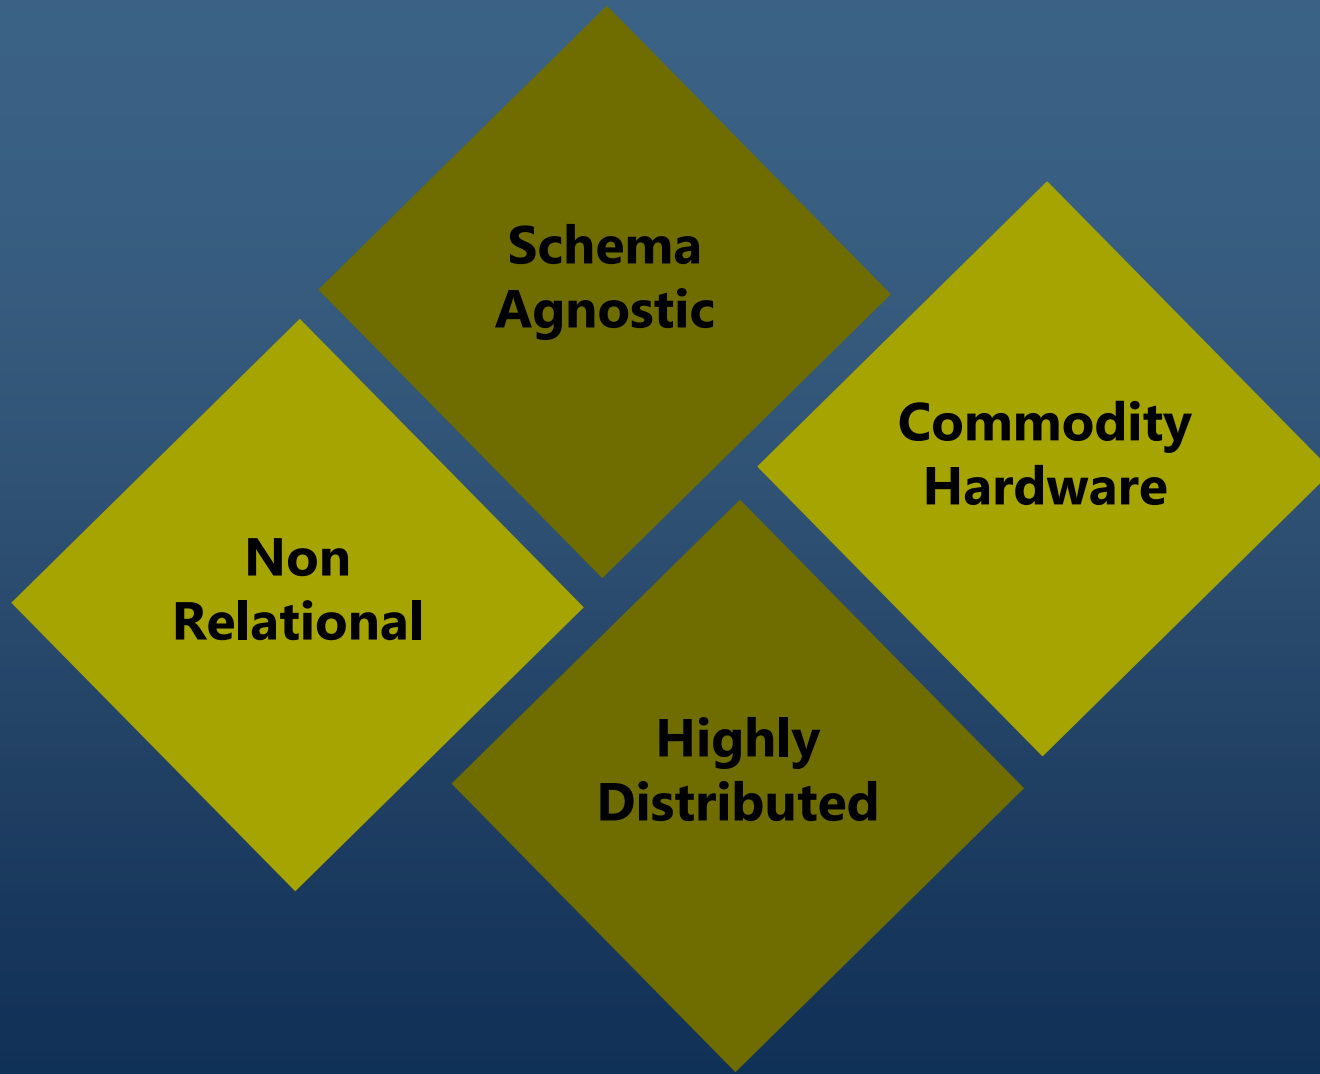 Schema
Agnostic
Commodity
Hardware
Non
Relational
Highly
Distributed